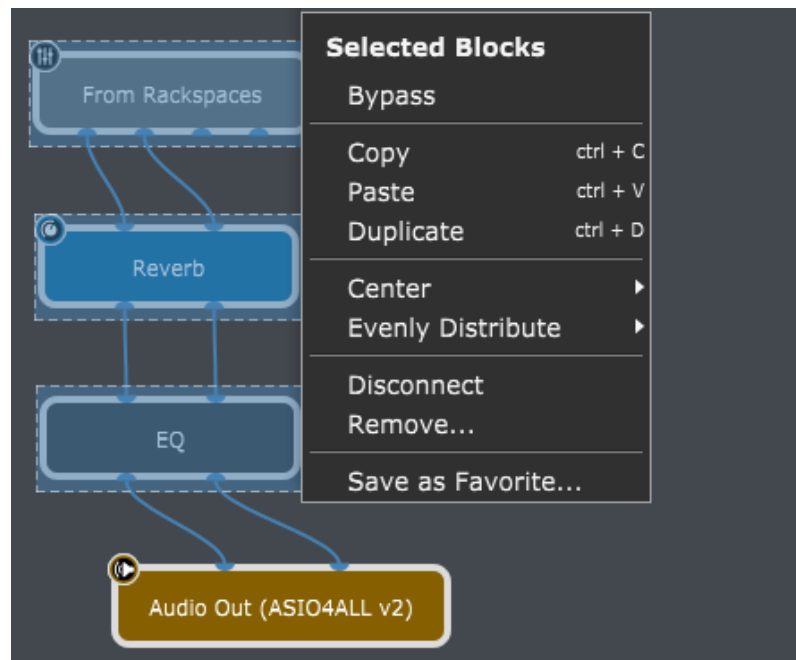 From Rackspaces
Reverb
EQ
Audio Out (ASIO4ALL v2)
Selected Blocks
Bypass
Copy ctrl + C
Paste ctrl + V
Duplicate ctrl + D
Center
Evenly Distribute
Disconnect
Remove...
Save as Favorite...